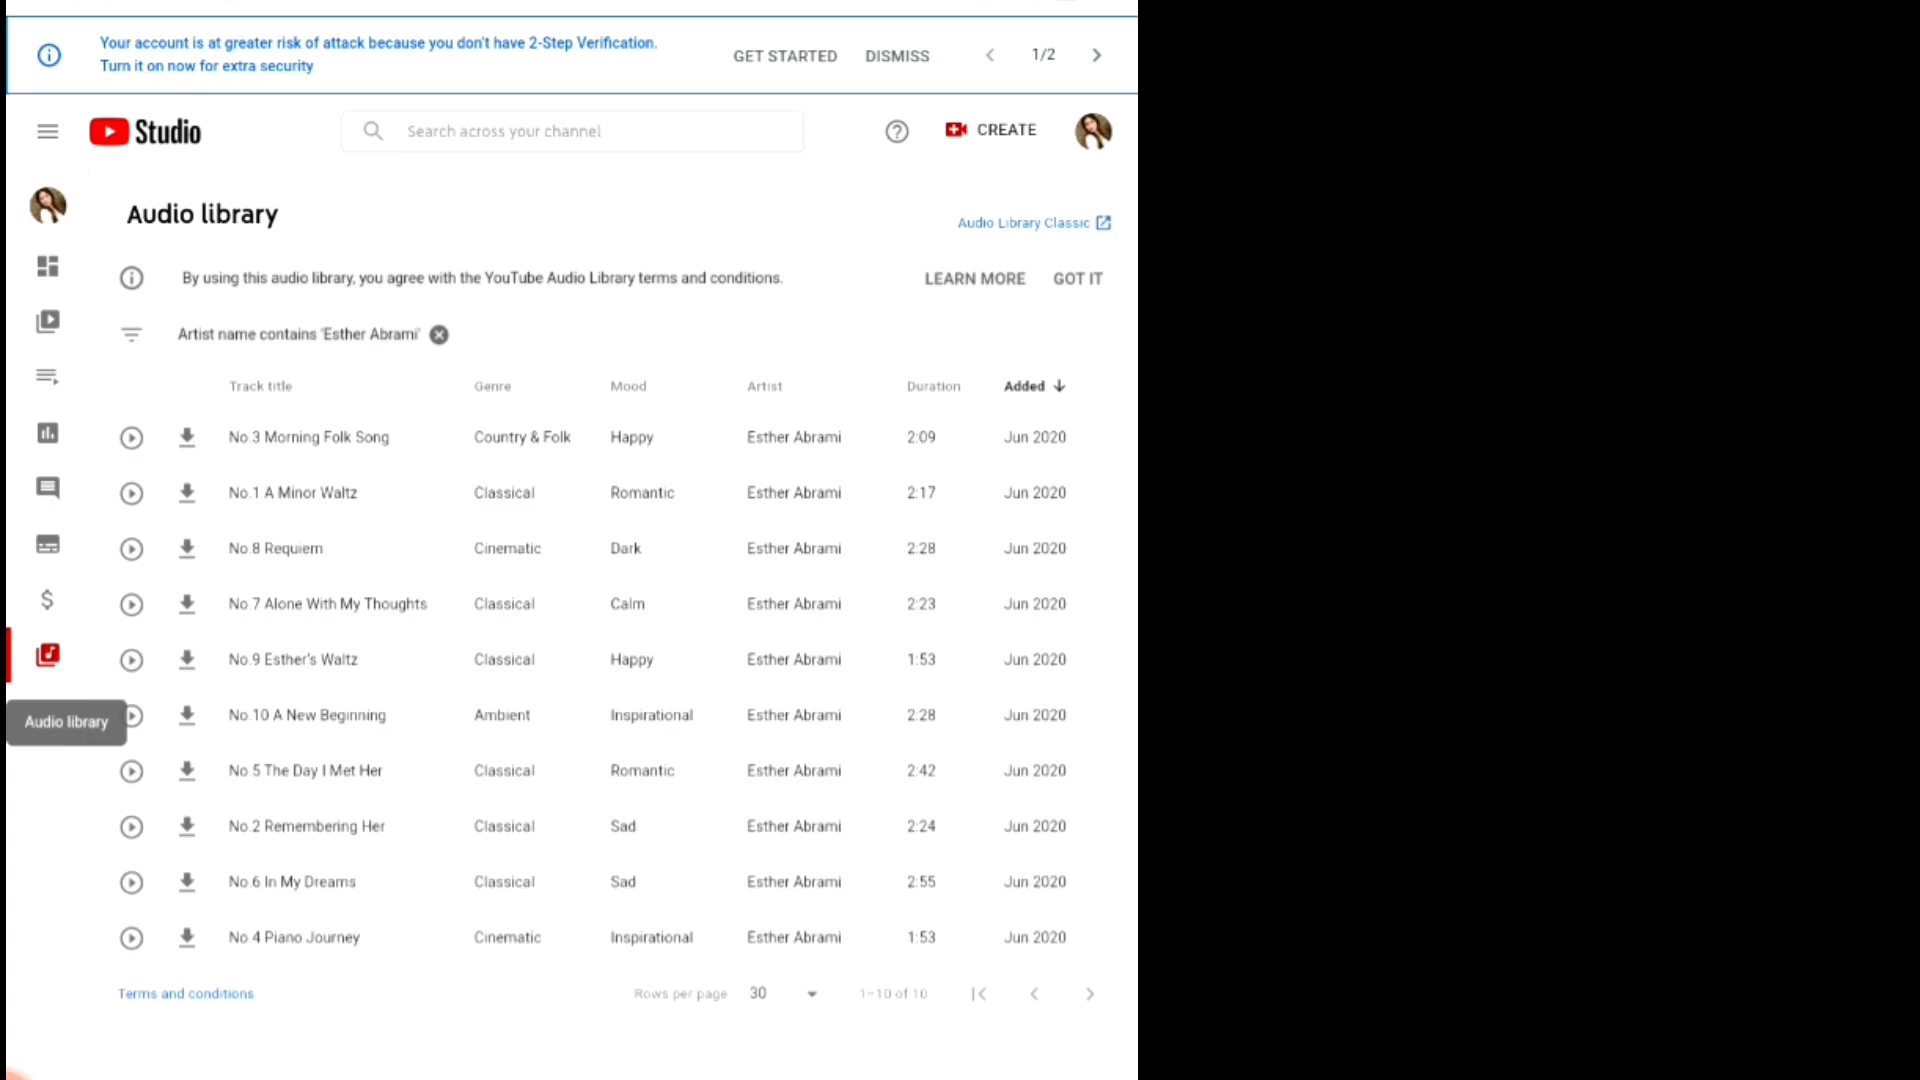 Your account is at greater risk of attack because you don't have 2-Step Verification.
Turn it on now for extra security
GET STARTED DISMISS 1/2
Studio Search across your channel CREATE
Audio library
Audio Library Classic
By using this audio library, you agree with the YouTube Audio Library terms and conditions. LEARN MORE GOT IT
Artist name contains 'Esther Abrami'
Track title Genre Mood Artist Duration Added
No.3 Morning Folk Song Country & Folk Happy Esther Abrami 2:09 Jun 2020
No.1 A Minor Waltz Classical Romantic Esther Abrami 2:17 Jun 2020
No.8 Requiem Cinematic Dark Esther Abrami 2:28 Jun 2020
No.7 Alone With My Thoughts Classical Calm Esther Abrami 2:23 Jun 2020
No.9 Esther's Waltz Classical Happy Esther Abrami 1:53 Jun 2020
Audio library No.10 A New Beginning Ambient Inspirational Esther Abrami 2:28 Jun 2020
No.5 The Day I Met Her Classical Romantic Esther Abrami 2:42 Jun 2020
No.2 Remembering Her Classical Sad Esther Abrami 2:24 Jun 2020
No.6 In My Dreams Classical Sad Esther Abrami 2:55 Jun 2020
No.4 Piano Journey Cinematic Inspirational Esther Abrami 1:53 Jun 2020
Terms and conditions Rows per page 30 1–10 of 10